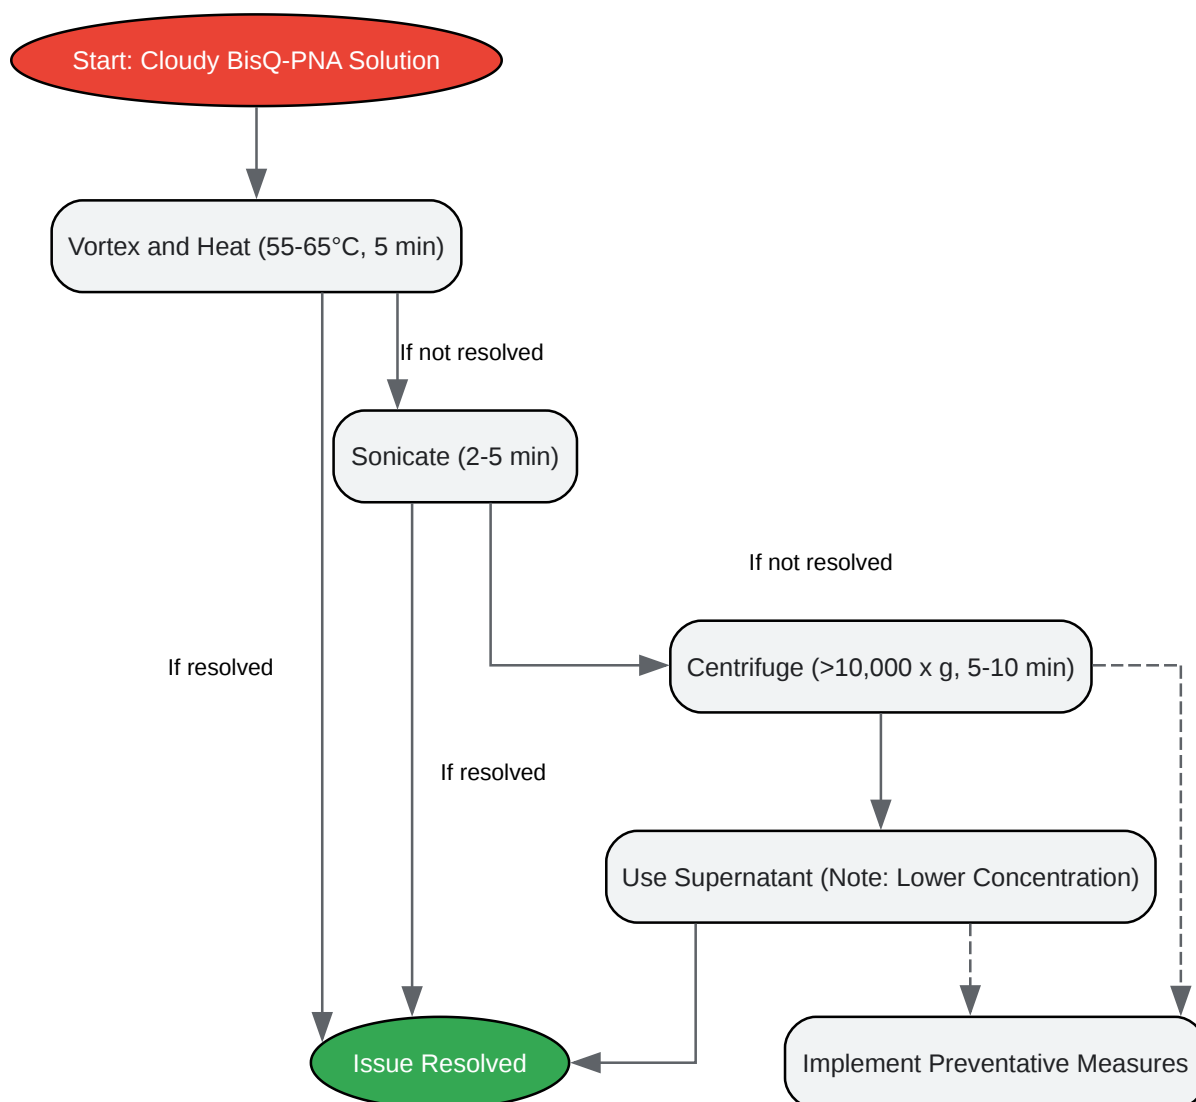 Start: Cloudy BisQ-PNA Solution
Vortex and Heat (55-65°C, 5 min)
If not resolved
Sonicate (2-5 min)
If not resolved
If resolved
Centrifuge (>10,000 x g, 5-10 min)
If resolved
Use Supernatant (Note: Lower Concentration)
Issue Resolved
Implement Preventative Measures